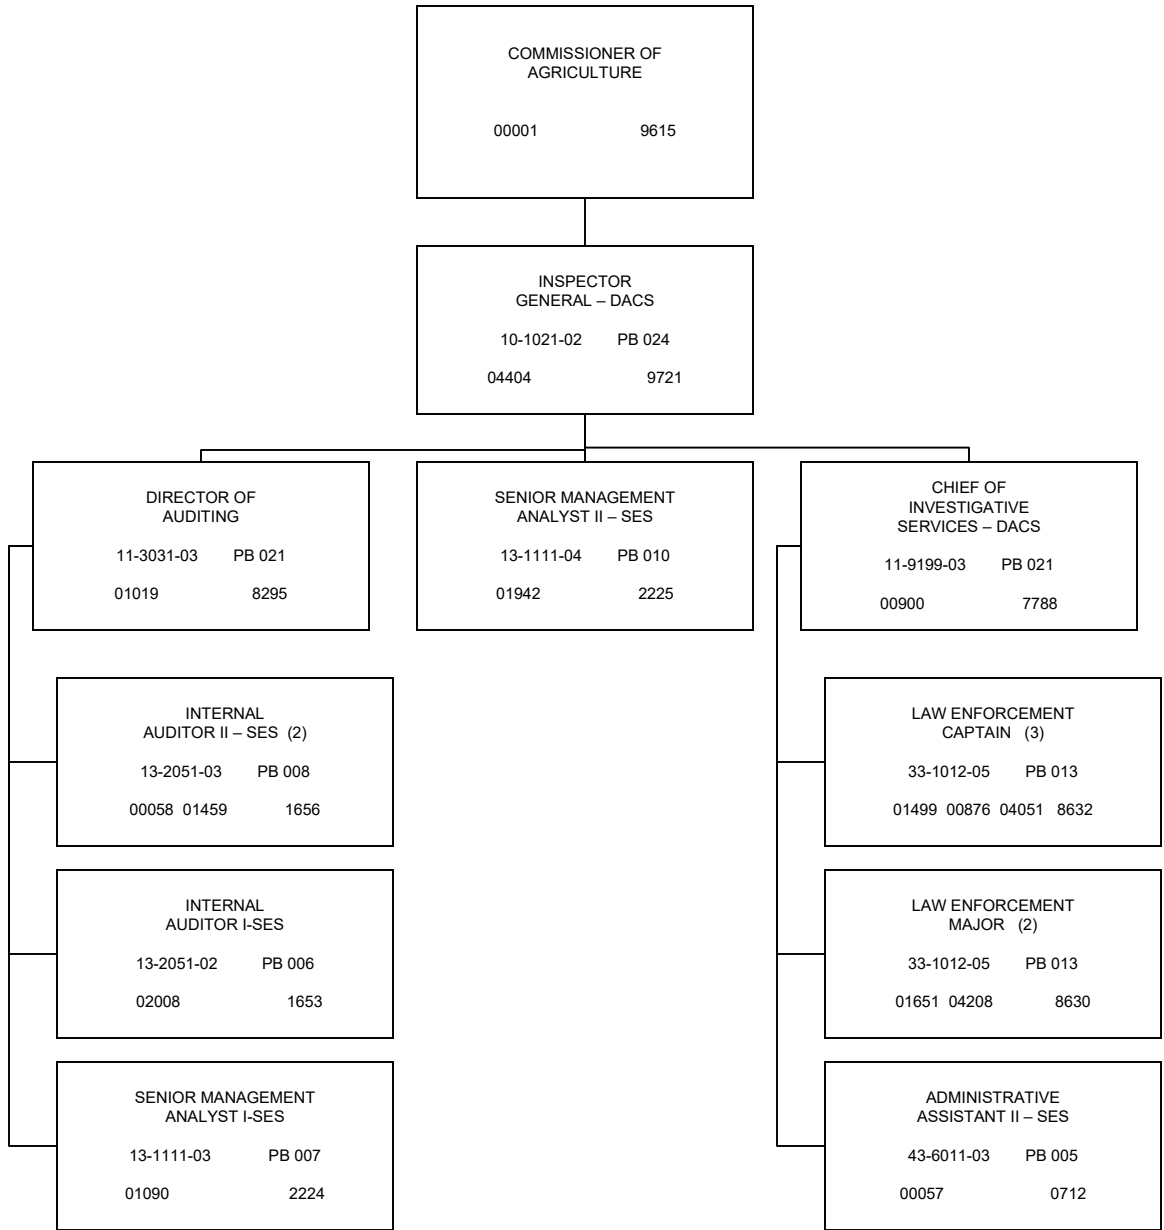 COMMISSIONER OF
AGRICULTURE
00001 9615
INSPECTOR
GENERAL – DACS
10-1021-02 PB 024
04404 9721
DIRECTOR OF
AUDITING
11-3031-03 PB 021
01019 8295
SENIOR MANAGEMENT
ANALYST II – SES
13-1111-04 PB 010
01942 2225
CHIEF OF
INVESTIGATIVE
SERVICES – DACS
11-9199-03 PB 021
00900 7788
INTERNAL
AUDITOR II – SES (2)
13-2051-03 PB 008
00058 01459 1656
INTERNAL
AUDITOR I-SES
13-2051-02 PB 006
02008 1653
SENIOR MANAGEMENT
ANALYST I-SES
13-1111-03 PB 007
01090 2224
LAW ENFORCEMENT
CAPTAIN (3)
33-1012-05 PB 013
01499 00876 04051 8632
LAW ENFORCEMENT
MAJOR (2)
33-1012-05 PB 013
01651 04208 8630
ADMINISTRATIVE
ASSISTANT II – SES
43-6011-03 PB 005
00057 0712